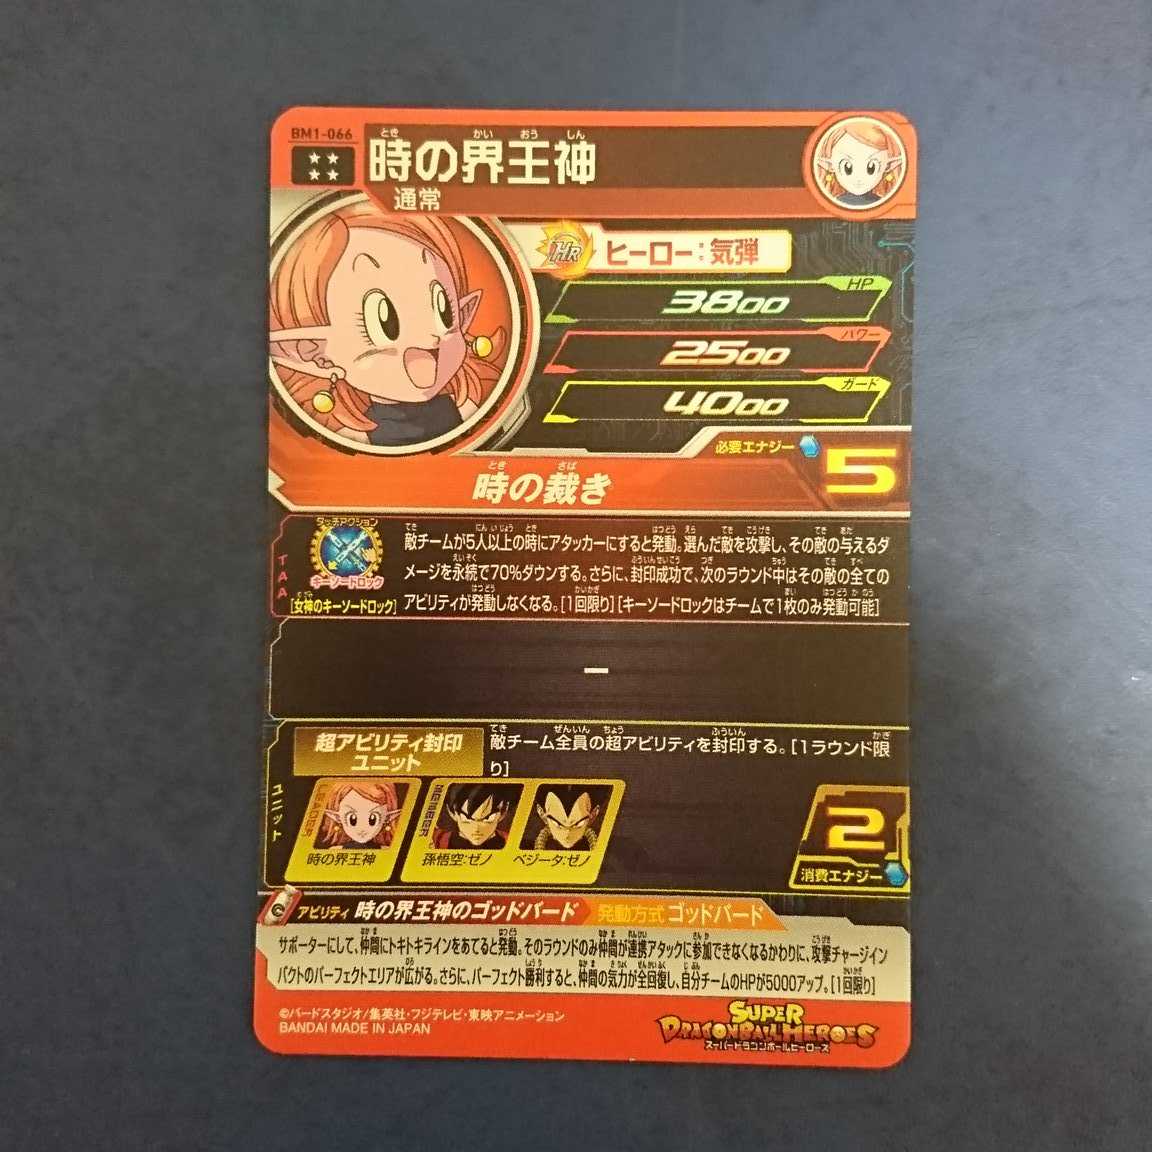 BM1-066
時の界王神
通常
HR
ヒーロー：気弾
HP
3800
パワー
2500
ガード
4000
必要エナジー
5
時の裁き
TAA
タッチアクション
キーソードロック
[女神のキーソードロック]
敵チームが5人以上の時にアタッカーにすると発動。選んだ敵を攻撃し、その敵の与えるダ
メージを永続で70%ダウンする。さらに、封印成功で、次のラウンド中はその敵の全ての
アビリティが発動しなくなる。[1回限り][キーソードロックはチームで1枚のみ発動可能]
ー
ユニット
超アビリティ封印
ユニット
敵チーム全員の超アビリティを封印する。[1ラウンド限
り]
LEADER
時の界王神
MEMBER
孫悟空:ゼノ
ベジータ:ゼノ
2
消費エナジー
アビリティ 時の界王神のゴッドバード 発動方式 ゴッドバード
サポーターにして、仲間にトキトキラインをあてると発動。そのラウンドのみ仲間が連携アタックに参加できなくなるかわりに、攻撃チャージイン
パクトのパーフェクトエリアが広がる。さらに、パーフェクト勝利すると、仲間の気力が全回復し、自分チームのHPが5000アップ。[1回限り]
©バードスタジオ/集英社・フジテレビ・東映アニメーション
BANDAI MADE IN JAPAN
SUPER
DRAGONBALL HEROES
スーパードラゴンボールヒーローズ